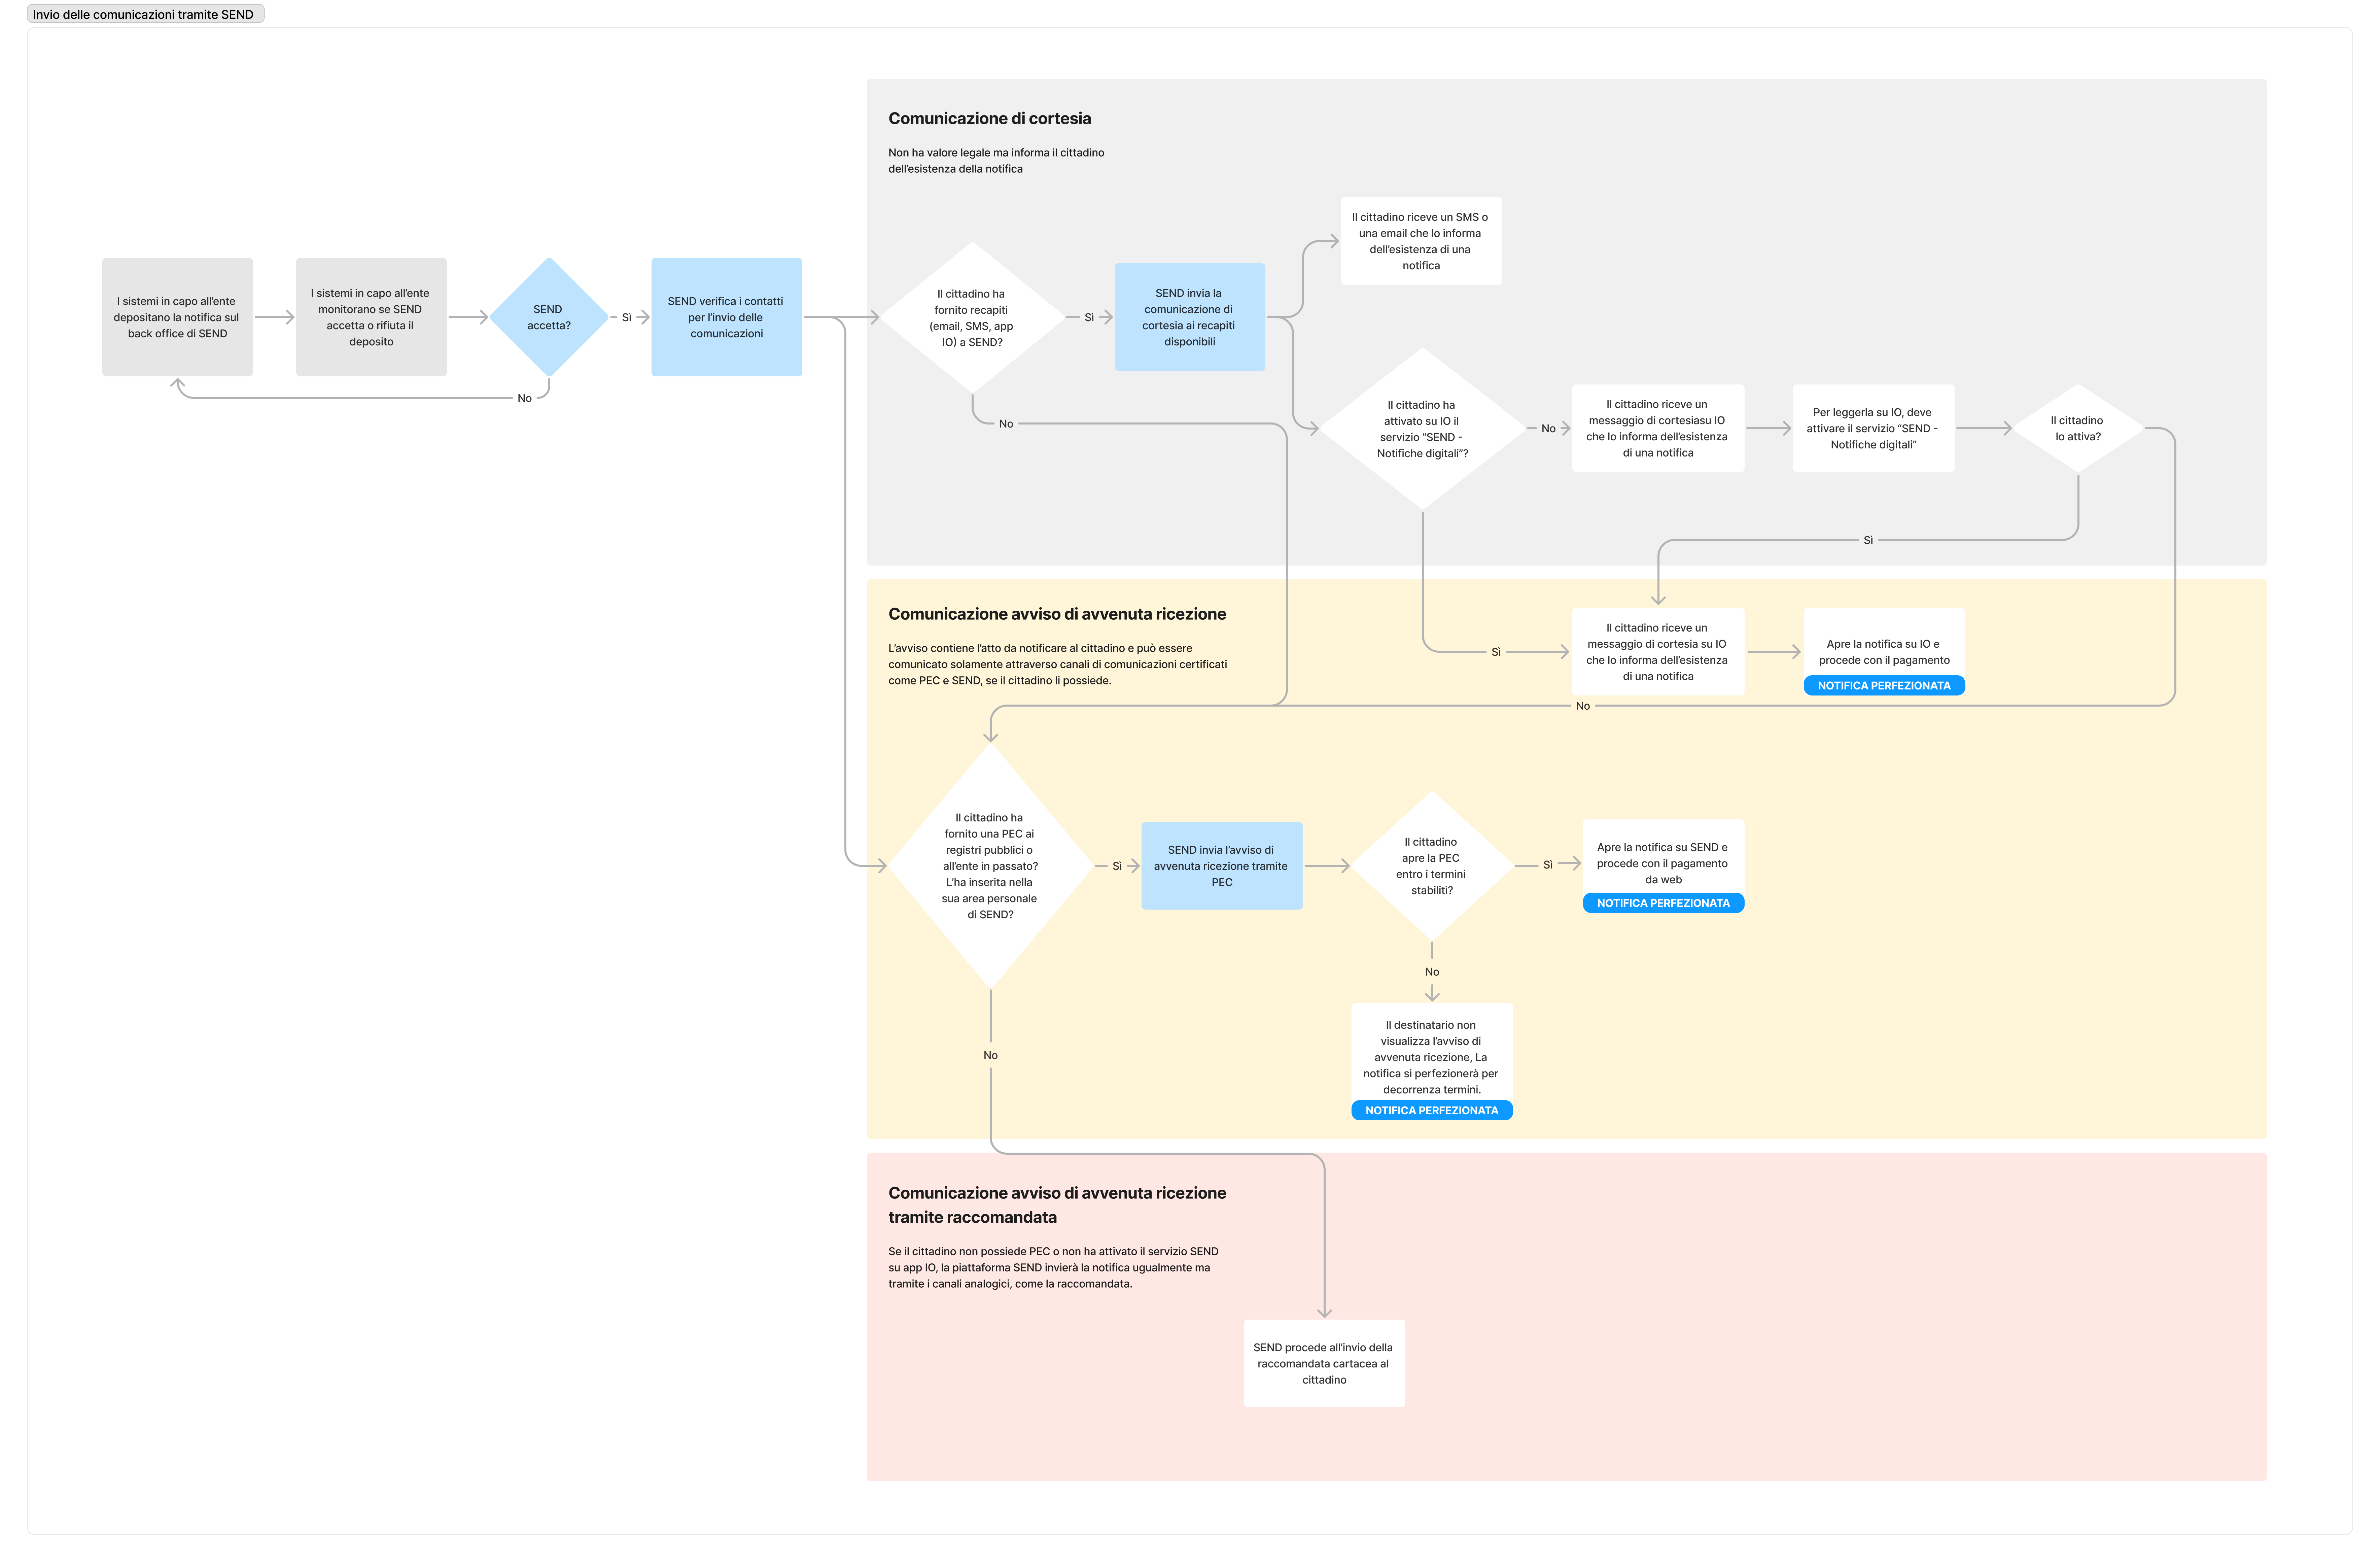 Invio delle comunicazioni tramite SEND
Comunicazione di cortesia
Non ha valore legale ma informa il cittadino
dell'esistenza della notifica
I sistemi in capo all'ente
depositano la notifica sul
back office di SEND
I sistemi in capo all'ente
monitorano se SEND
accetta o rifiuta il
deposito
SEND
accetta?
Sì
No
SEND verifica i contatti
per l'invio delle
comunicazioni
Il cittadino ha
fornito recapiti
(email, SMS, app
IO) a SEND?
Sì
No
SEND invia la
comunicazione di
cortesia ai recapiti
disponibili
Il cittadino riceve un SMS o
una email che lo informa
dell'esistenza di una
notifica
Il cittadino ha
attivato su IO il
servizio “SEND -
Notifiche digitali”?
No
Il cittadino riceve un
messaggio di cortesiasu IO
che lo informa dell'esistenza
di una notifica
Per leggerla su IO, deve
attivare il servizio “SEND -
Notifiche digitali”
Il cittadino
lo attiva?
Sì
Comunicazione avviso di avvenuta ricezione
L'avviso contiene l'atto da notificare al cittadino e può essere
comunicato solamente attraverso canali di comunicazioni certificati
come PEC e SEND, se il cittadino li possiede.
Sì
Il cittadino riceve un
messaggio di cortesia su IO
che lo informa dell'esistenza
di una notifica
Apre la notifica su IO e
procede con il pagamento
NOTIFICA PERFEZIONATA
No
Il cittadino ha
fornito una PEC ai
registri pubblici o
all'ente in passato?
L'ha inserita nella
sua area personale
di SEND?
Sì
SEND invia l'avviso di
avvenuta ricezione tramite
PEC
Il cittadino
apre la PEC
entro i termini
stabiliti?
Sì
Apre la notifica su SEND e
procede con il pagamento
da web
NOTIFICA PERFEZIONATA
No
Il destinatario non
visualizza l'avviso di
avvenuta ricezione, La
notifica si perfezionerà per
decorrenza termini.
NOTIFICA PERFEZIONATA
No
Comunicazione avviso di avvenuta ricezione
tramite raccomandata
Se il cittadino non possiede PEC o non ha attivato il servizio SEND
su app IO, la piattaforma SEND invierà la notifica ugualmente ma
tramite i canali analogici, come la raccomandata.
SEND procede all'invio della
raccomandata cartacea al
cittadino